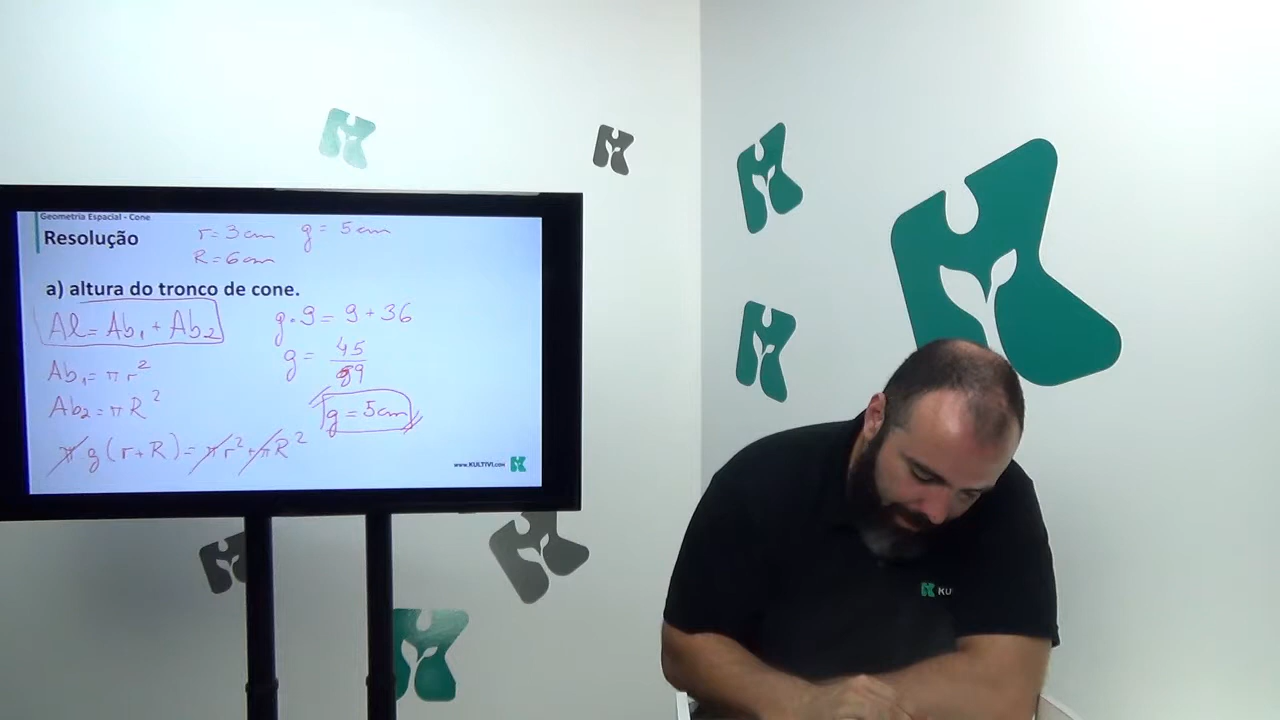 Geometria Espacial - Cone
Resolução
r = 3 cm g = 5 cm
R = 6 cm
a) altura do tronco de cone.
Al = Ab₁ + Ab₂
Ab₁ = π r²
Ab₂ = π R²
π g (r + R) = π r² + π R²
g . 9 = 9 + 36
g = 45/9
g = 5 cm
www.KULTIVI.COM
KU